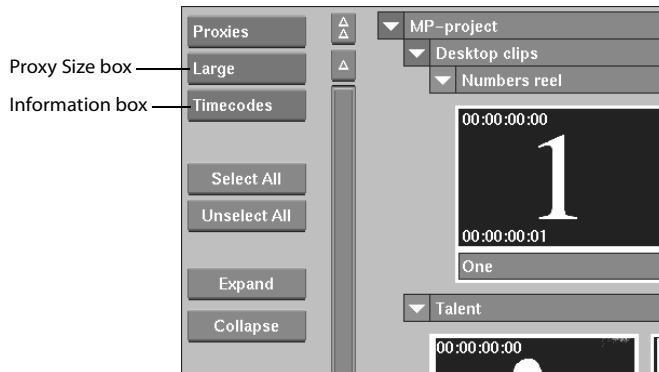 Proxy Size box
Information box
Proxies
Large
Timecodes
Select All
Unselect All
Expand
Collapse
MP-project
Desktop clips
Numbers reel
00:00:00:00
1
00:00:00:01
One
Talent
00:00:00:00